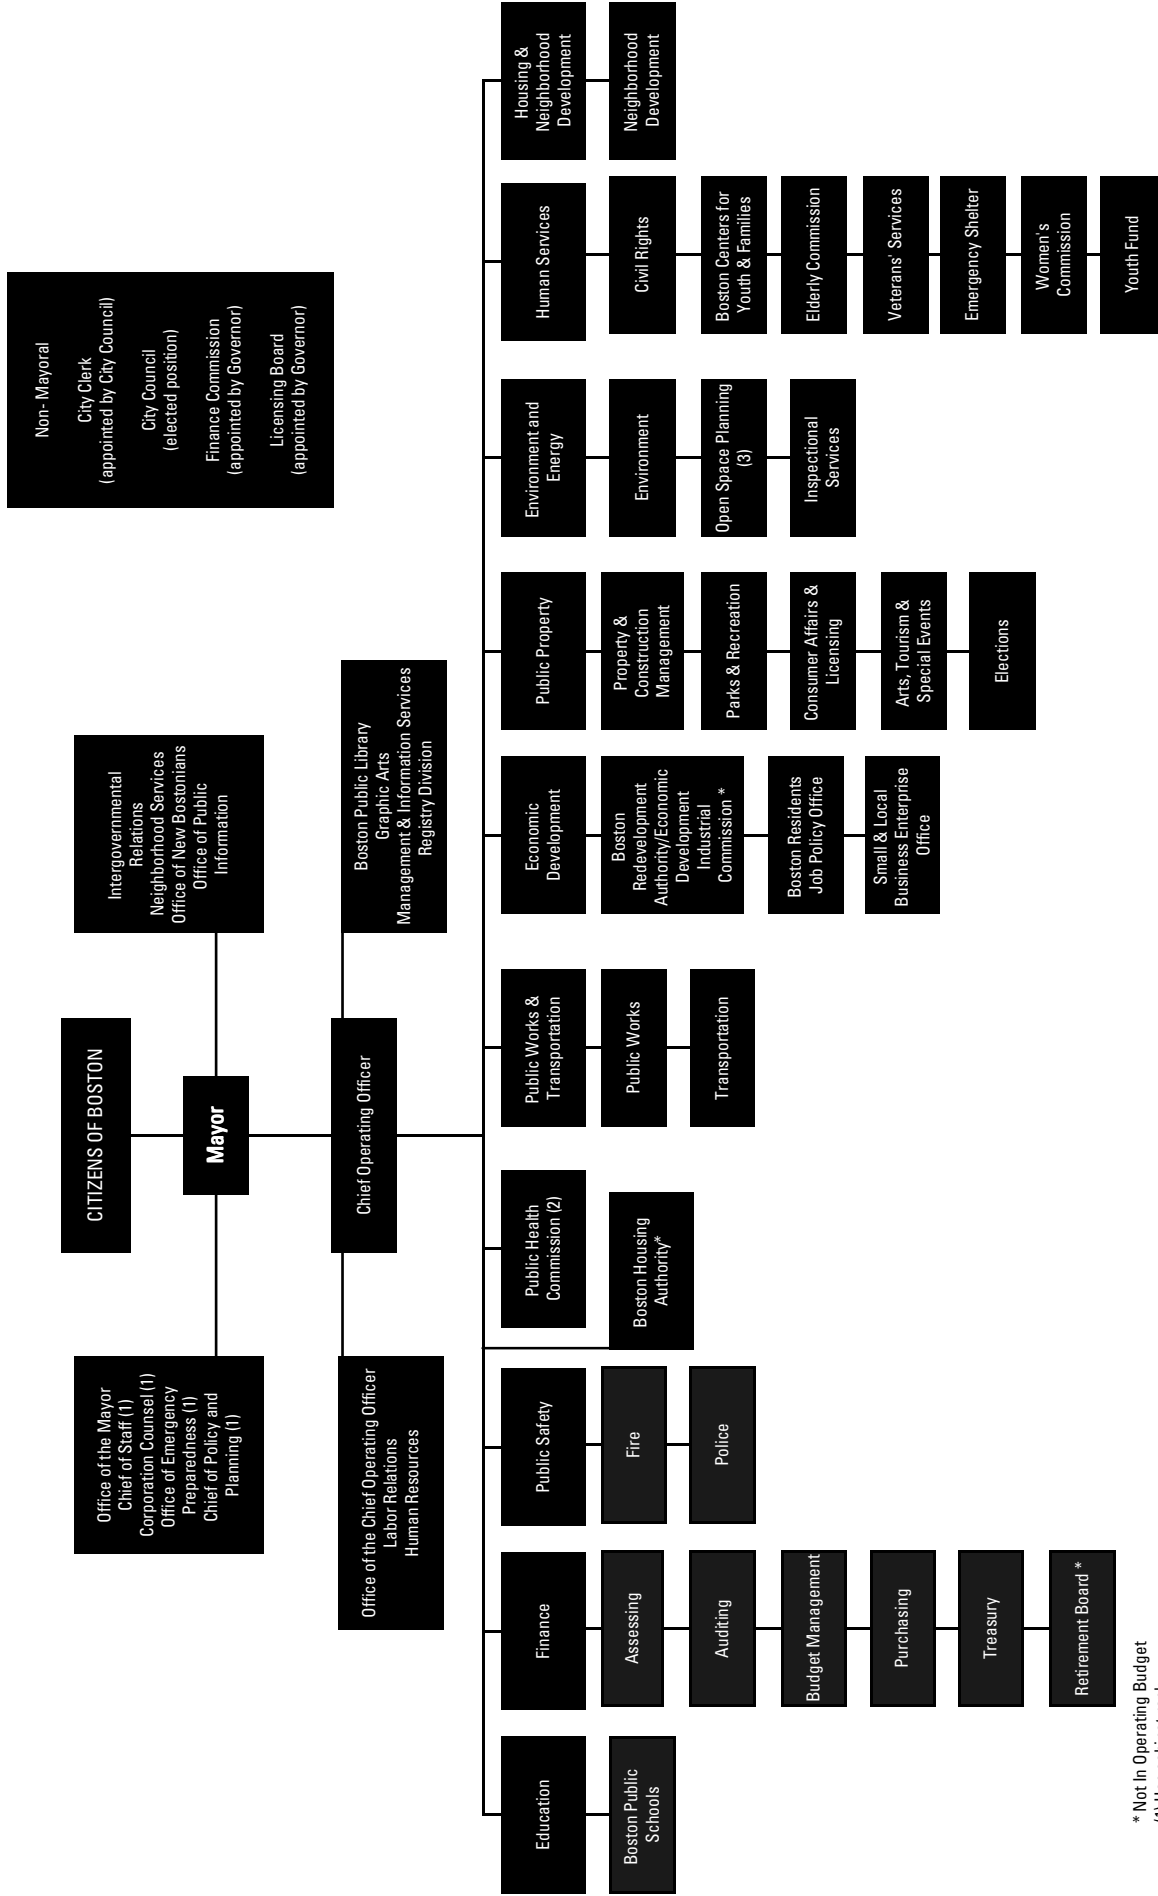 CITIZENS OF BOSTON
Mayor
Office of the Mayor
Chief of Staff (1)
Corporation Counsel (1)
Office of Emergency
Preparedness (1)
Chief of Policy and
Planning (1)
Intergovernmental
Relations
Neighborhood Services
Office of New Bostonians
Office of Public
Information
Non- Mayoral
City Clerk
(appointed by City Council)
City Council
(elected position)
Finance Commission
(appointed by Governor)
Licensing Board
(appointed by Governor)
Chief Operating Officer
Office of the Chief Operating Officer
Labor Relations
Human Resources
Boston Public Library
Graphic Arts
Management & Information Services
Registry Division
Education
Boston Public
Schools
Finance
Assessing
Auditing
Budget Management
Purchasing
Treasury
Retirement Board *
Public Safety
Fire
Police
Boston Housing
Authority*
Public Health
Commission (2)
Public Works &
Transportation
Public Works
Transportation
Economic
Development
Boston
Redevelopment
Authority/Economic
Development
Industrial
Commission *
Boston Residents
Job Policy Office
Small & Local
Business Enterprise
Office
Public Property
Property &
Construction
Management
Parks & Recreation
Consumer Affairs &
Licensing
Arts, Tourism &
Special Events
Elections
Environment and
Energy
Environment
Open Space Planning
(3)
Inspectional
Services
Human Services
Civil Rights
Boston Centers for
Youth & Families
Elderly Commission
Veterans' Services
Emergency Shelter
Women's
Commission
Youth Fund
Housing &
Neighborhood
Development
Neighborhood
Development
* Not In Operating Budget